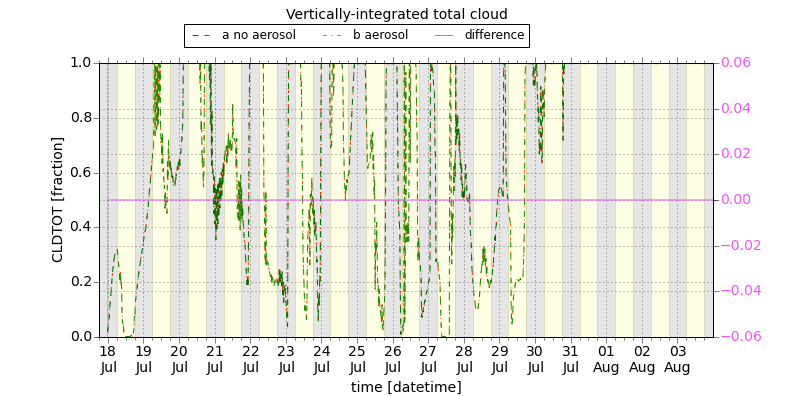 Vertically-integrated total cloud
a no aerosol b aerosol difference
1.0 0.06
0.04
0.8
0.02
0.6
0.00
0.4
−0.02
0.2
−0.04
0.0 −0.06
CLDTOT [fraction]
18 19 20 21 22 23 24 25 26 27 28 29 30 31 01 02 03
Jul Jul Jul Jul Jul Jul Jul Jul Jul Jul Jul Jul Jul Jul Aug Aug Aug
time [datetime]